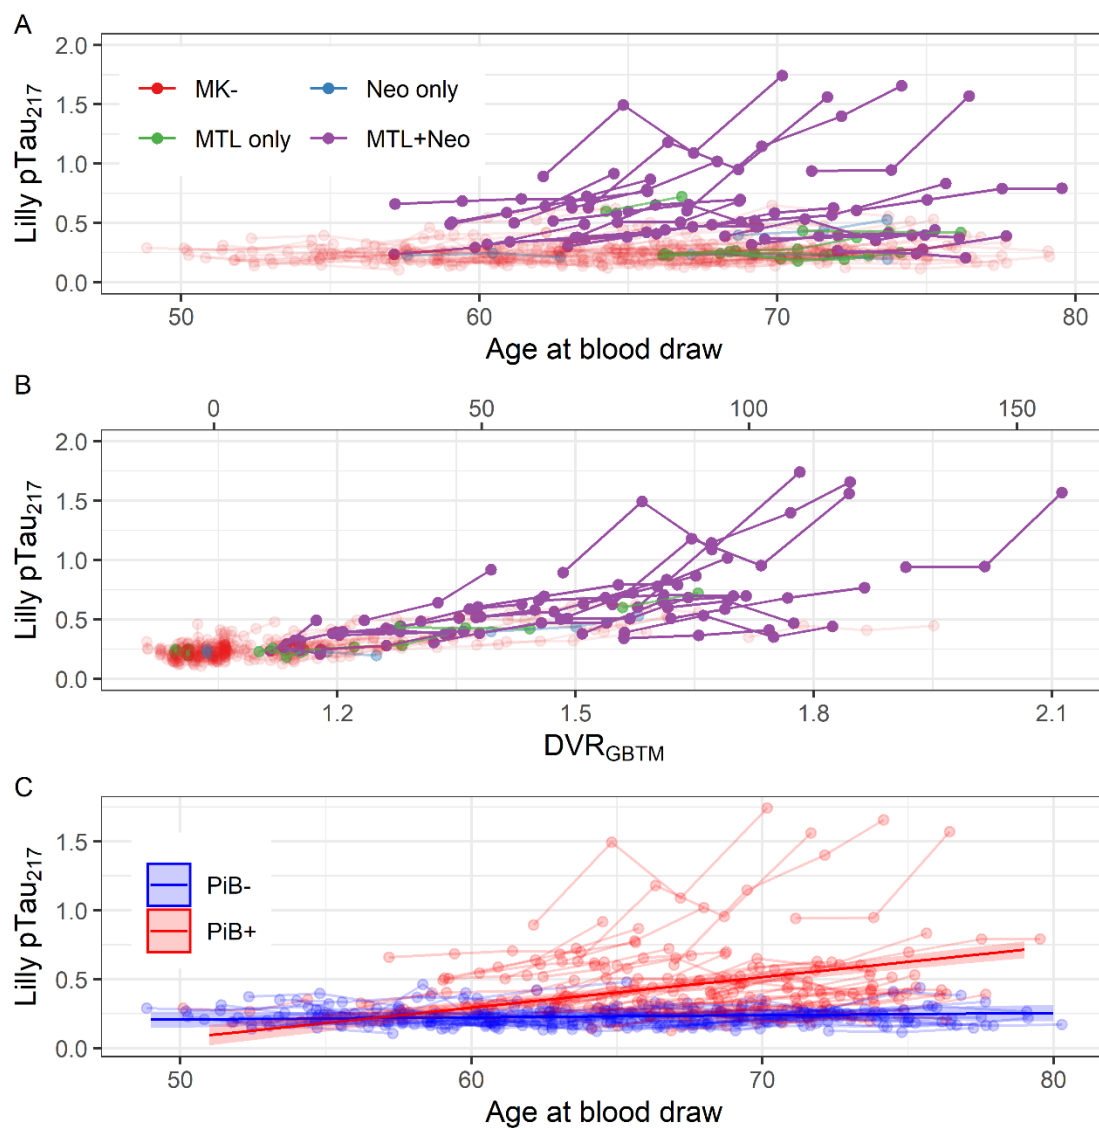 A
Lilly pTau217
2.0
1.5
1.0
0.5
0.0
MK-
Neo only
MTL only
MTL+Neo
50
60
70
80
Age at blood draw
B
0
50
100
150
Lilly pTau217
2.0
1.5
1.0
0.5
0.0
1.2
1.5
1.8
2.1
DVRGBTM
C
Lilly pTau217
1.5
1.0
0.5
0.0
PiB-
PiB+
50
60
70
80
Age at blood draw